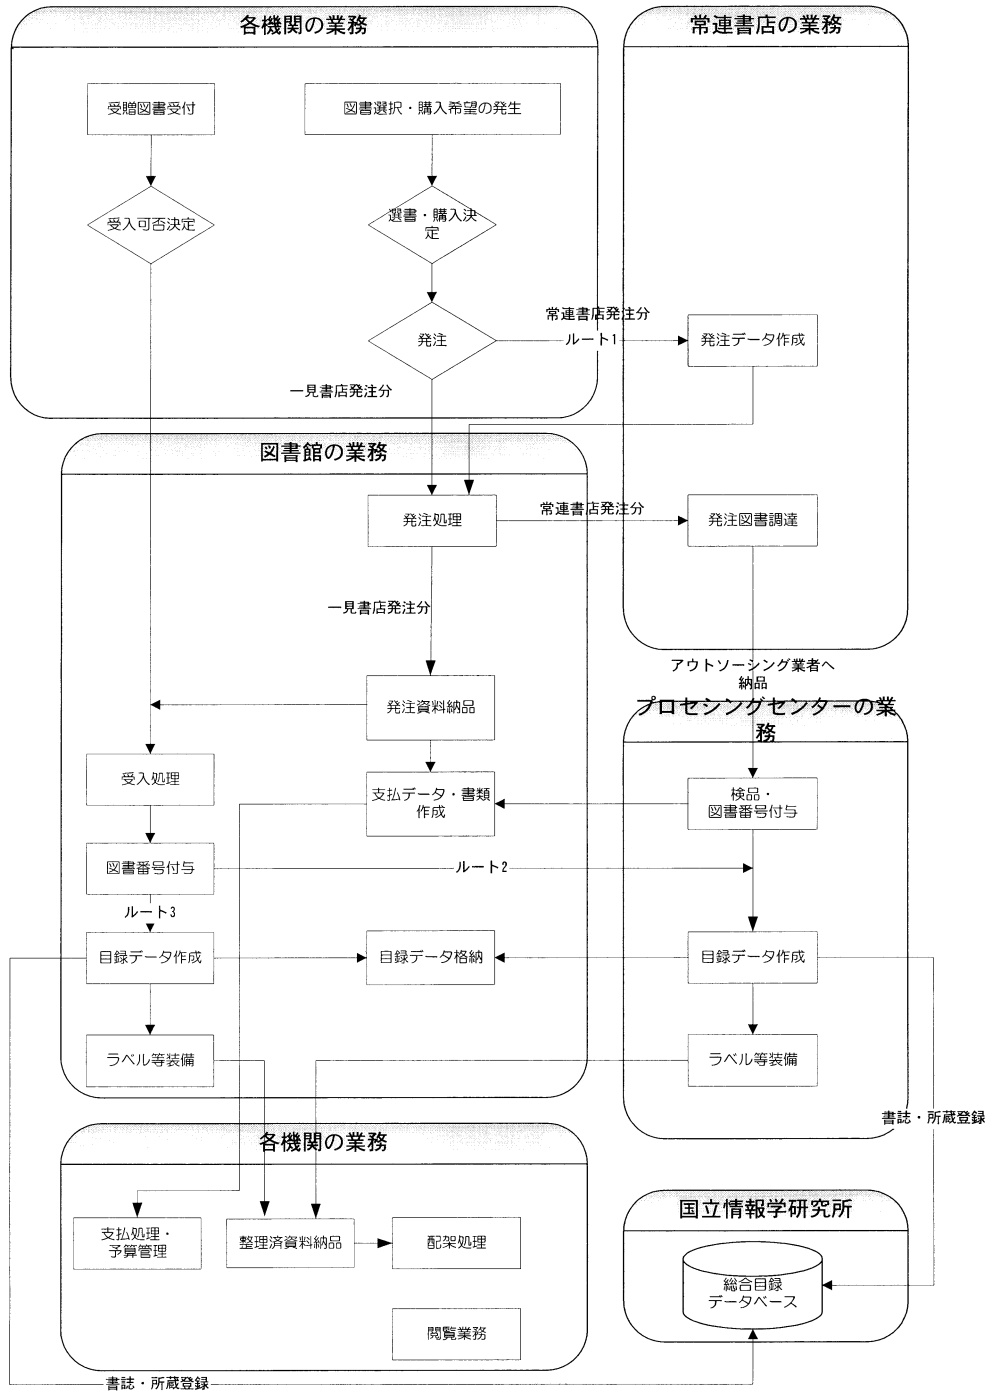 各機関の業務
受贈図書受付
図書選択・購入希望の発生
受入可否決定
選書・購入決
定
発注
常連書店発注分
ルート1
一見書店発注分
常連書店の業務
発注データ作成
発注図書調達
図書館の業務
発注処理
常連書店発注分
一見書店発注分
発注資料納品
受入処理
支払データ・書類
作成
図書番号付与
ルート2
ルート3
目録データ作成
目録データ格納
ラベル等装備
アウトソーシング業者へ
納品
プロセシングセンターの業
務
検品・
図書番号付与
目録データ作成
ラベル等装備
書誌・所蔵登録
各機関の業務
支払処理・
予算管理
整理済資料納品
配架処理
閲覧業務
国立情報学研究所
総合目録
データベース
書誌・所蔵登録